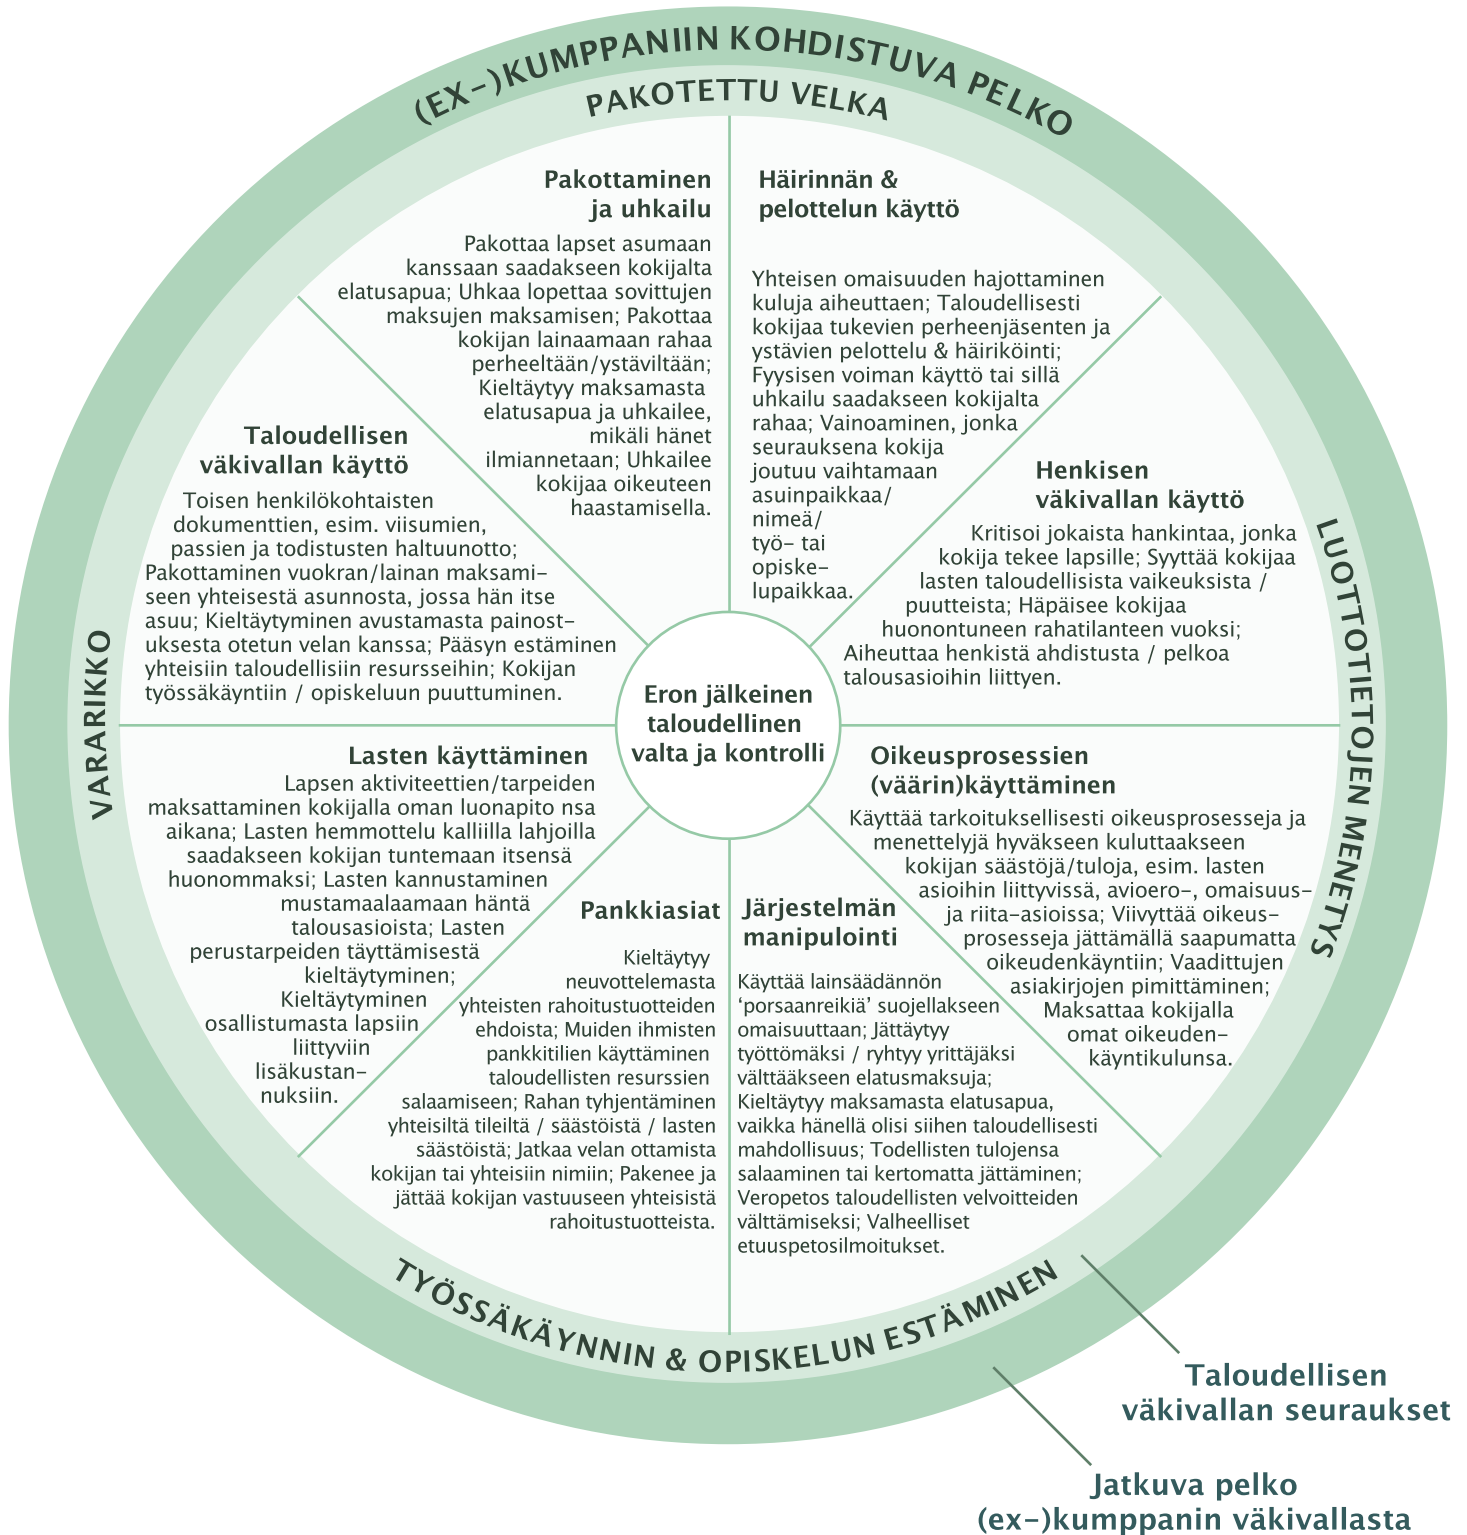 (EX-)KUMPPANIIN KOHDISTUVA PELKO
PAKOTETTU VELKA
Pakottaminen
ja uhkailu
Pakottaa lapset asumaan
kanssaan saadakseen kokijalta
elatusapua; Uhkaa lopettaa sovittujen
maksujen maksamisen; Pakottaa
kokijan lainaamaan rahaa
perheeltään/ystäviltään;
Kieltäytyy maksamasta
elatusapua ja uhkailee,
mikäli hänet
ilmiannetaan; Uhkailee
kokijaa oikeuteen
haastamisella.
Häirinnän &
pelottelun käyttö
Yhteisen omaisuuden hajottaminen
kuluja aiheuttaen; Taloudellisesti
kokijaa tukevien perheenjäsenten ja
ystävien pelottelu & häiriköinti;
Fyysisen voiman käyttö tai sillä
uhkailu saadakseen kokijalta
rahaa; Vainoaminen, jonka
seurauksena kokija
joutuu vaihtamaan
asuinpaikkaa/
nimeä/
työ- tai
opiske-
lupaikkaa.
Taloudellisen
väkivallan käyttö
Toisen henkilökohtaisten
dokumenttien, esim. viisumien,
passien ja todistusten haltuunotto;
Pakottaminen vuokran/lainan maksami-
seen yhteisestä asunnosta, jossa hän itse
asuu; Kieltäytyminen avustamasta painost-
uksesta otetun velan kanssa; Pääsyn estäminen
yhteisiin taloudellisiin resursseihin; Kokijan
työssäkäyntiin / opiskeluun puuttuminen.
Henkisen
väkivallan käyttö
Kritisoi jokaista hankintaa, jonka
kokija tekee lapsille; Syyttää kokijaa
lasten taloudellisista vaikeuksista /
puutteista; Häpäisee kokijaa
huonontuneen rahatilanteen vuoksi;
Aiheuttaa henkistä ahdistusta / pelkoa
talousasioihin liittyen.
VARARIKKO
LUOTTOTIETOJEN MENETYS
Eron jälkeinen
taloudellinen
valta ja kontrolli
Lasten käyttäminen
Lapsen aktiviteettien/tarpeiden
maksattaminen kokijalla oman luonapito nsa
aikana; Lasten hemmottelu kalliilla lahjoilla
saadakseen kokijan tuntemaan itsensä
huonommaksi; Lasten kannustaminen
mustamaalaamaan häntä
talousasioista; Lasten
perustarpeiden täyttämisestä
kieltäytyminen;
Kieltäytyminen
osallistumasta lapsiin
liittyviin
lisäkustan-
nuksiin.
Oikeusprosessien
(väärin)käyttäminen
Käyttää tarkoituksellisesti oikeusprosesseja ja
menettelyjä hyväkseen kuluttaakseen
kokijan säästöjä/tuloja, esim. lasten
asioihin liittyvissä, avioero-, omaisuus-
ja riita-asioissa; Viivyttää oikeus-
prosesseja jättämällä saapumatta
oikeudenkäyntiin; Vaadittujen
asiakirjojen pimittäminen;
Maksattaa kokijalla
omat oikeuden-
käyntikulunsa.
Pankkiasiat
Kieltäytyy
neuvottelemasta
yhteisten rahoitustuotteiden
ehdoista; Muiden ihmisten
pankkitilien käyttäminen
taloudellisten resurssien
salaamiseen; Rahan tyhjentäminen
yhteisiltä tileiltä / säästöistä / lasten
säästöistä; Jatkaa velan ottamista
kokijan tai yhteisiin nimiin; Pakenee ja
jättää kokijan vastuuseen yhteisistä
rahoitustuotteista.
Järjestelmän
manipulointi
Käyttää lainsäädännön
‘porsaanreikiä’ suojellakseen
omaisuuttaan; Jättäytyy
työttömäksi / ryhtyy yrittäjäksi
välttääkseen elatusmaksuja;
Kieltäytyy maksamasta elatusapua,
vaikka hänellä olisi siihen taloudellisesti
mahdollisuus; Todellisten tulojensa
salaaminen tai kertomatta jättäminen;
Veropetos taloudellisten velvoitteiden
välttämiseksi; Valheelliset
etuuspetosilmoitukset.
TYÖSSÄKÄYNNIN & OPISKELUN ESTÄMINEN
Taloudellisen
väkivallan seuraukset
Jatkuva pelko
(ex-)kumppanin väkivallasta